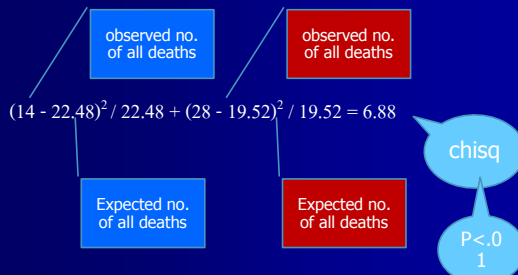 observed no.
of all deaths
observed no.
of all deaths
(14 - 22.48)² / 22.48 + (28 - 19.52)² / 19.52 = 6.88
chisq
Expected no.
of all deaths
Expected no.
of all deaths
P<.0
1